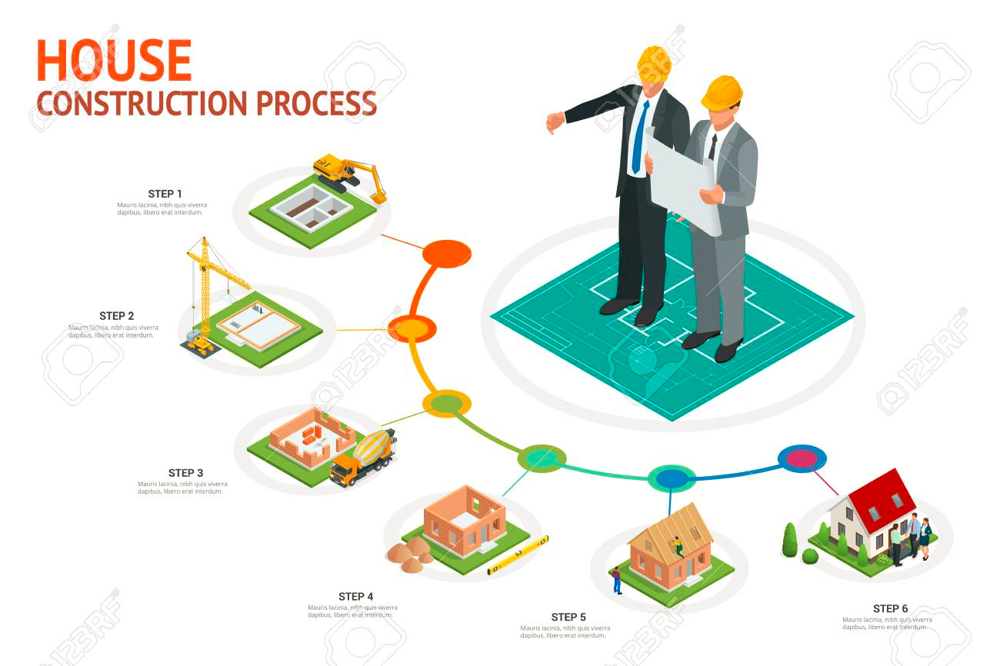 HOUSE
CONSTRUCTION PROCESS
STEP 1
Mauris lacinia, nibh quis viverra
dapibus, libero erat interdum.
STEP 2
Mauris lacinia, nibh quis viverra
dapibus, libero erat interdum.
STEP 3
Mauris lacinia, nibh quis viverra
dapibus, libero erat interdum.
STEP 4
Mauris lacinia, nibh quis viverra
dapibus, libero erat interdum.
STEP 5
Mauris lacinia, nibh quis viverra
dapibus, libero erat interdum.
STEP 6
Mauris lacinia, nibh quis viverra
dapibus, libero erat interdum.
123RF